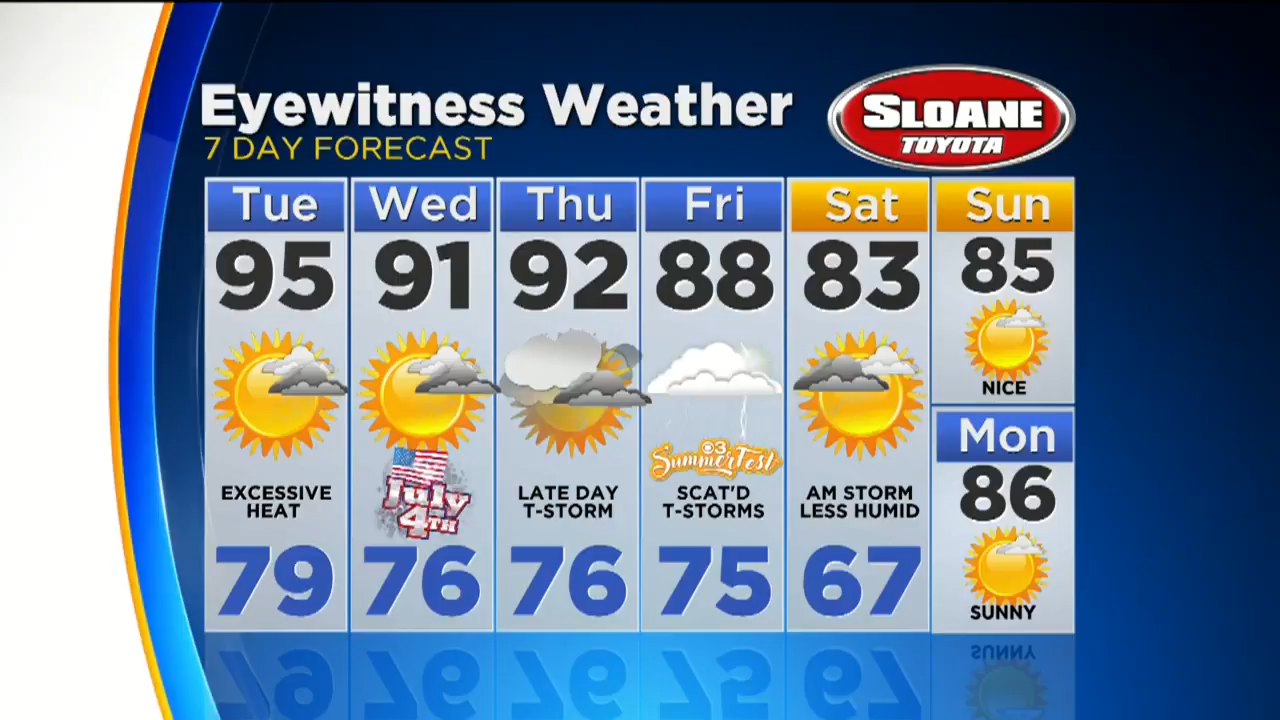 Eyewitness Weather
7 DAY FORECAST
SLOANE
TOYOTA
Tue
95
EXCESSIVE
HEAT
79
Wed
91
July
4TH
76
Thu
92
LATE DAY
T-STORM
76
Fri
88
3
SummerFest
SCAT'D
T-STORMS
75
Sat
83
AM STORM
LESS HUMID
67
Sun
85
NICE
Mon
86
SUNNY